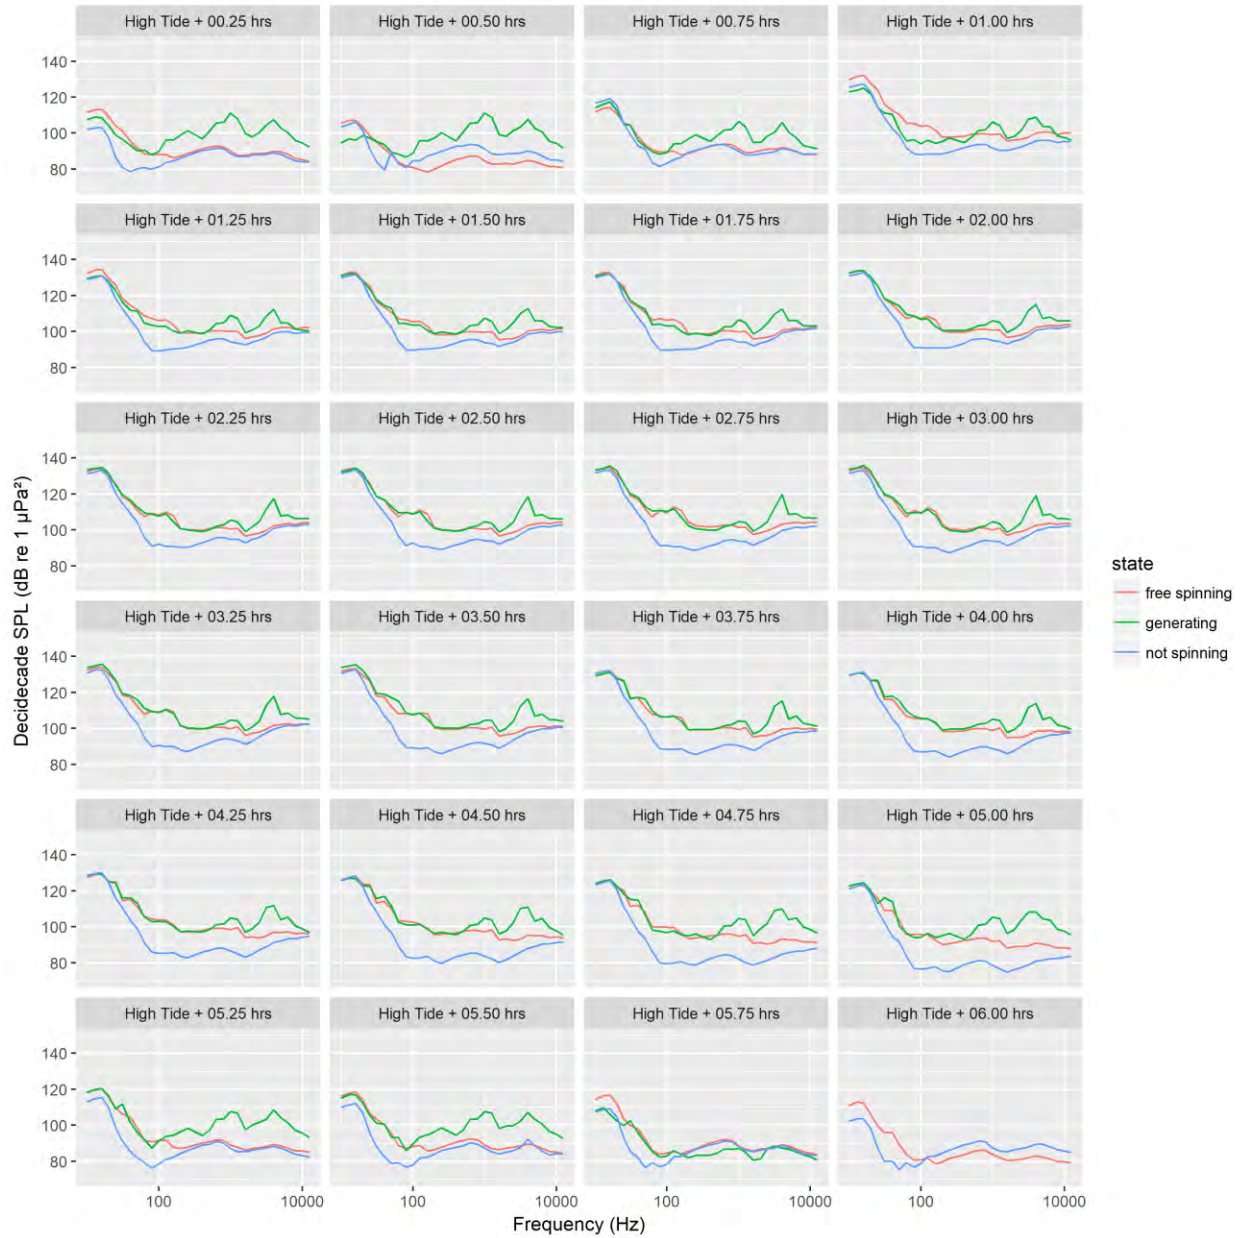 High Tide + 00.25 hrs
High Tide + 00.50 hrs
High Tide + 00.75 hrs
High Tide + 01.00 hrs
140
120
100
80
High Tide + 01.25 hrs
High Tide + 01.50 hrs
High Tide + 01.75 hrs
High Tide + 02.00 hrs
140
120
100
80
High Tide + 02.25 hrs
High Tide + 02.50 hrs
High Tide + 02.75 hrs
High Tide + 03.00 hrs
140
120
100
80
High Tide + 03.25 hrs
High Tide + 03.50 hrs
High Tide + 03.75 hrs
High Tide + 04.00 hrs
140
120
100
80
High Tide + 04.25 hrs
High Tide + 04.50 hrs
High Tide + 04.75 hrs
High Tide + 05.00 hrs
140
120
100
80
High Tide + 05.25 hrs
High Tide + 05.50 hrs
High Tide + 05.75 hrs
High Tide + 06.00 hrs
140
120
100
80
100
10000
100
10000
100
10000
100
10000
Frequency (Hz)
Decidecade SPL (dB re 1 µPa²)
state
free spinning
generating
not spinning